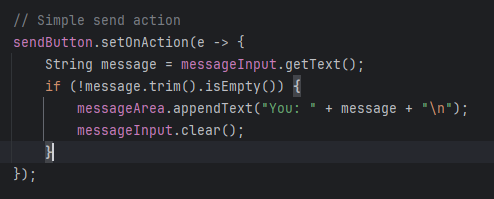 // Simple send action
sendButton.setOnAction(e -> {
    String message = messageInput.getText();
    if (!message.trim().isEmpty()) {
        messageArea.appendText("You: " + message + "\n");
        messageInput.clear();
    }
});